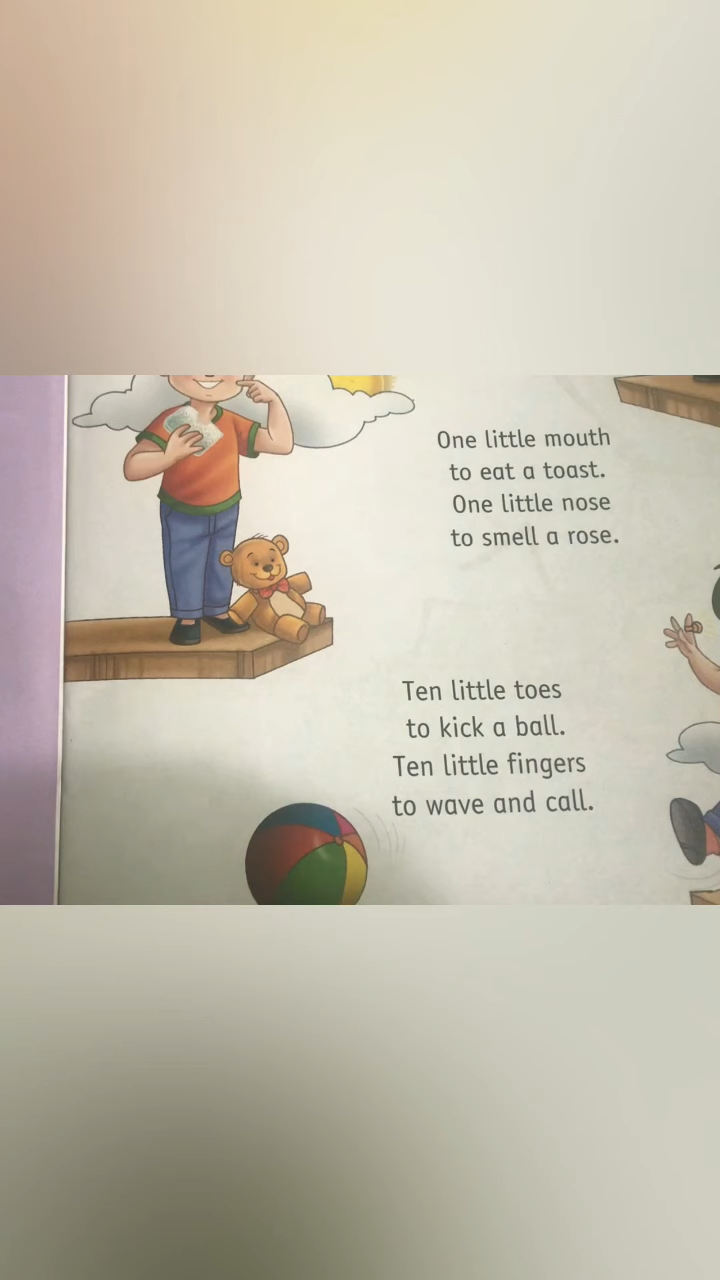 One little mouth
to eat a toast.
One little nose
to smell a rose.
Ten little toes
to kick a ball.
Ten little fingers
to wave and call.